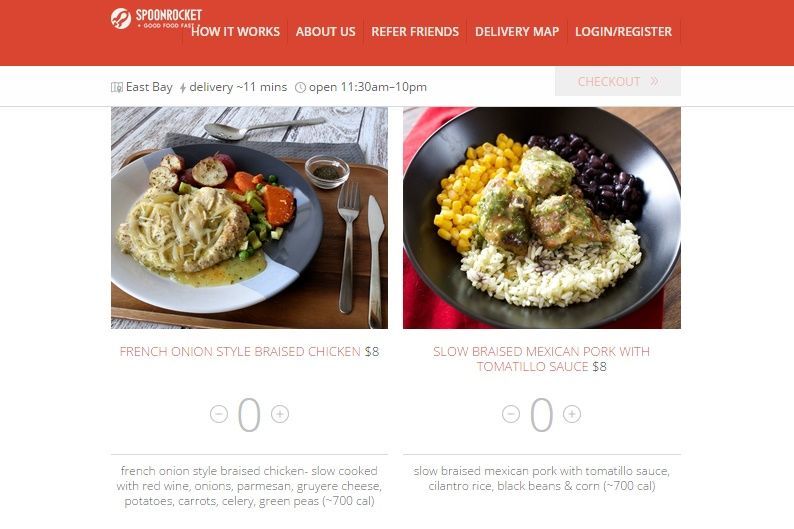 SPOONROCKET
• GOOD FOOD FAST •
HOW IT WORKS ABOUT US REFER FRIENDS DELIVERY MAP LOGIN/REGISTER
East Bay delivery ~11 mins open 11:30am–10pm
CHECKOUT »
FRENCH ONION STYLE BRAISED CHICKEN $8
− 0 +
french onion style braised chicken- slow cooked
with red wine, onions, parmesan, gruyere cheese,
potatoes, carrots, celery, green peas (~700 cal)
SLOW BRAISED MEXICAN PORK WITH
TOMATILLO SAUCE $8
− 0 +
slow braised mexican pork with tomatillo sauce,
cilantro rice, black beans & corn (~700 cal)